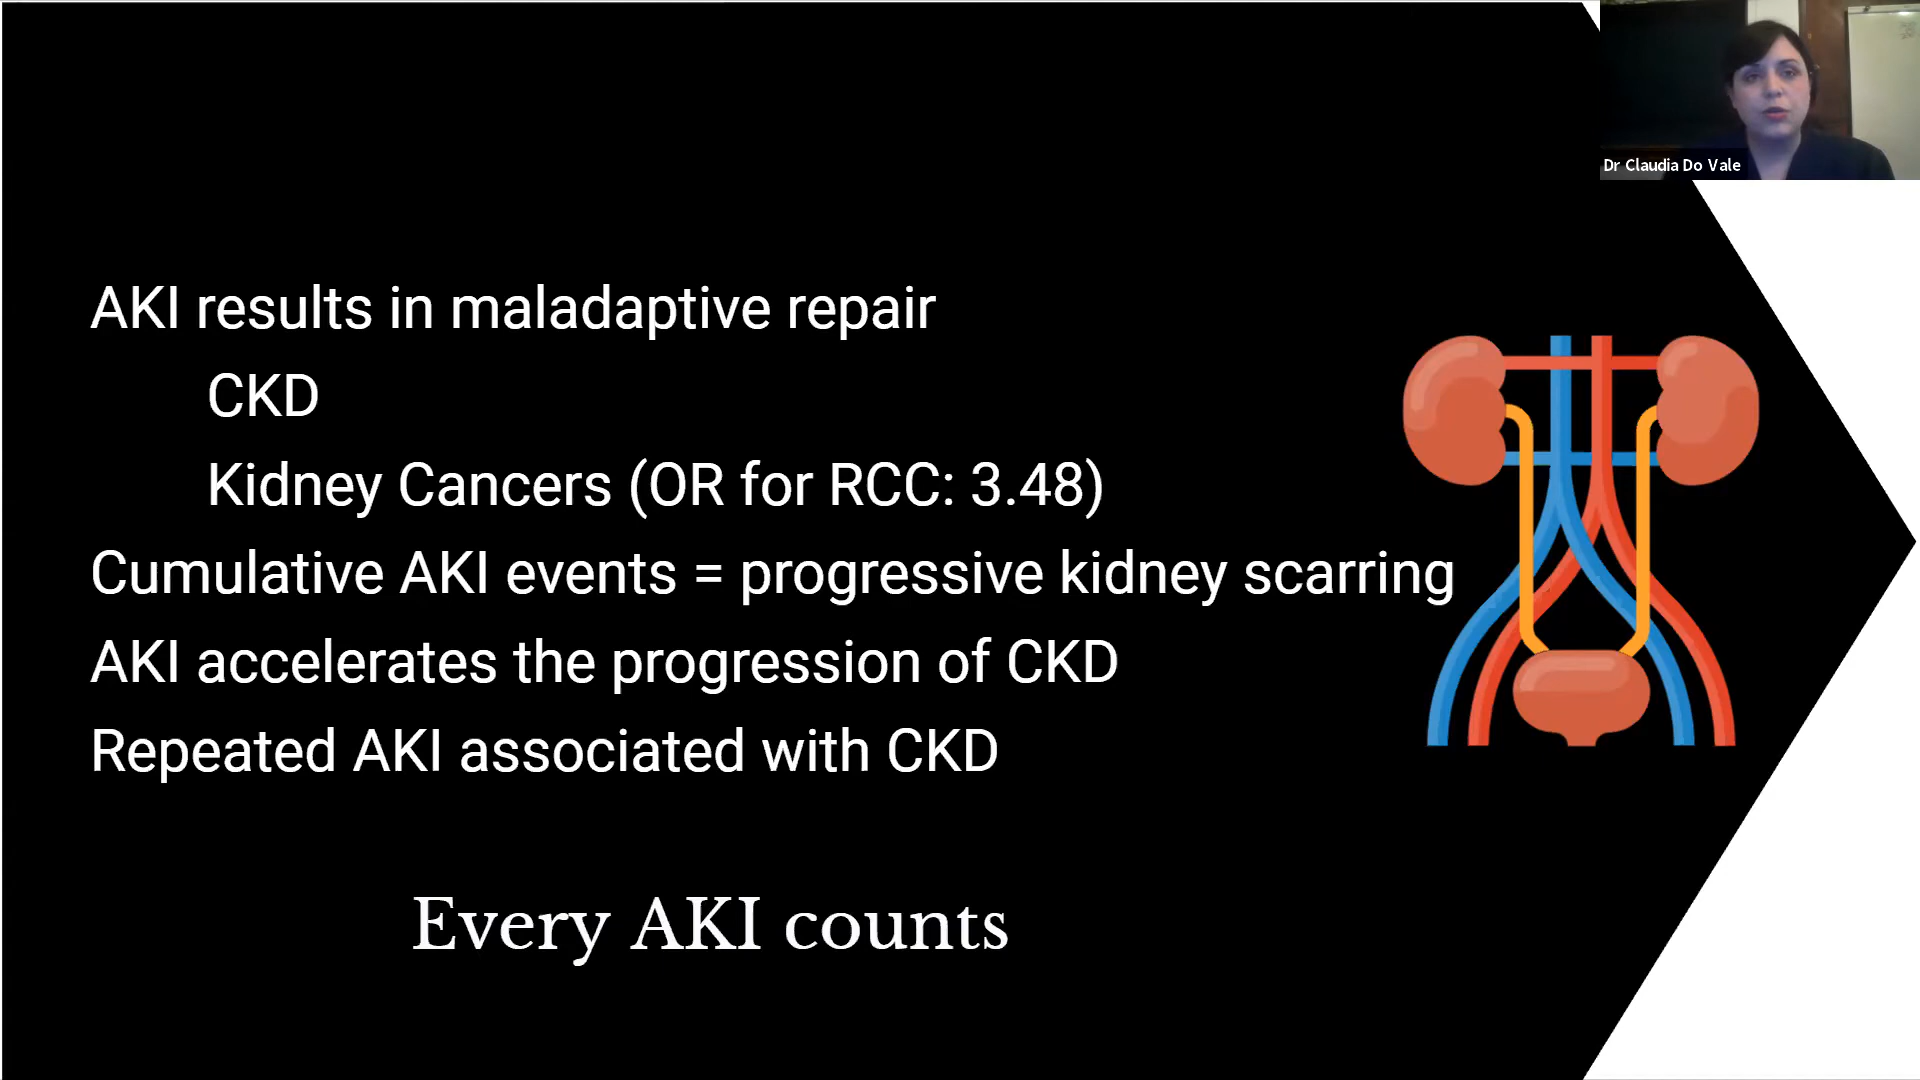 Dr Claudia Do Vale
AKI results in maladaptive repair
CKD
Kidney Cancers (OR for RCC: 3.48)
Cumulative AKI events = progressive kidney scarring
AKI accelerates the progression of CKD
Repeated AKI associated with CKD
Every AKI counts